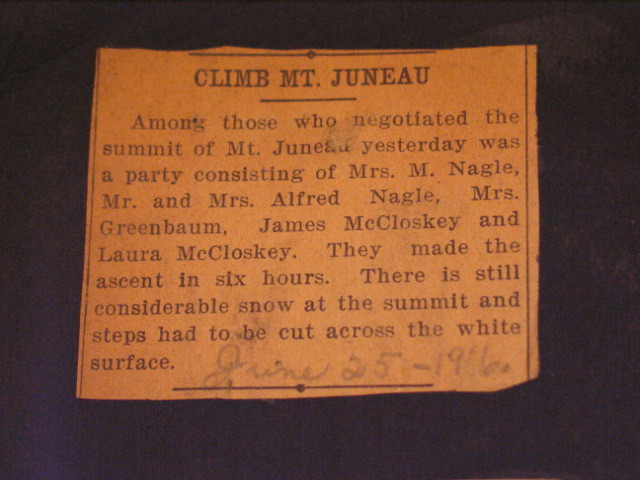 CLIMB MT. JUNEAU
Among those who negotiated the
summit of Mt. Juneau yesterday was
a party consisting of Mrs. M. Nagle,
Mr. and Mrs. Alfred Nagle, Mrs.
Greenbaum, James McCloskey and
Laura McCloskey. They made the
ascent in six hours. There is still
considerable snow at the summit and
steps had to be cut across the white
surface.
June 25 -